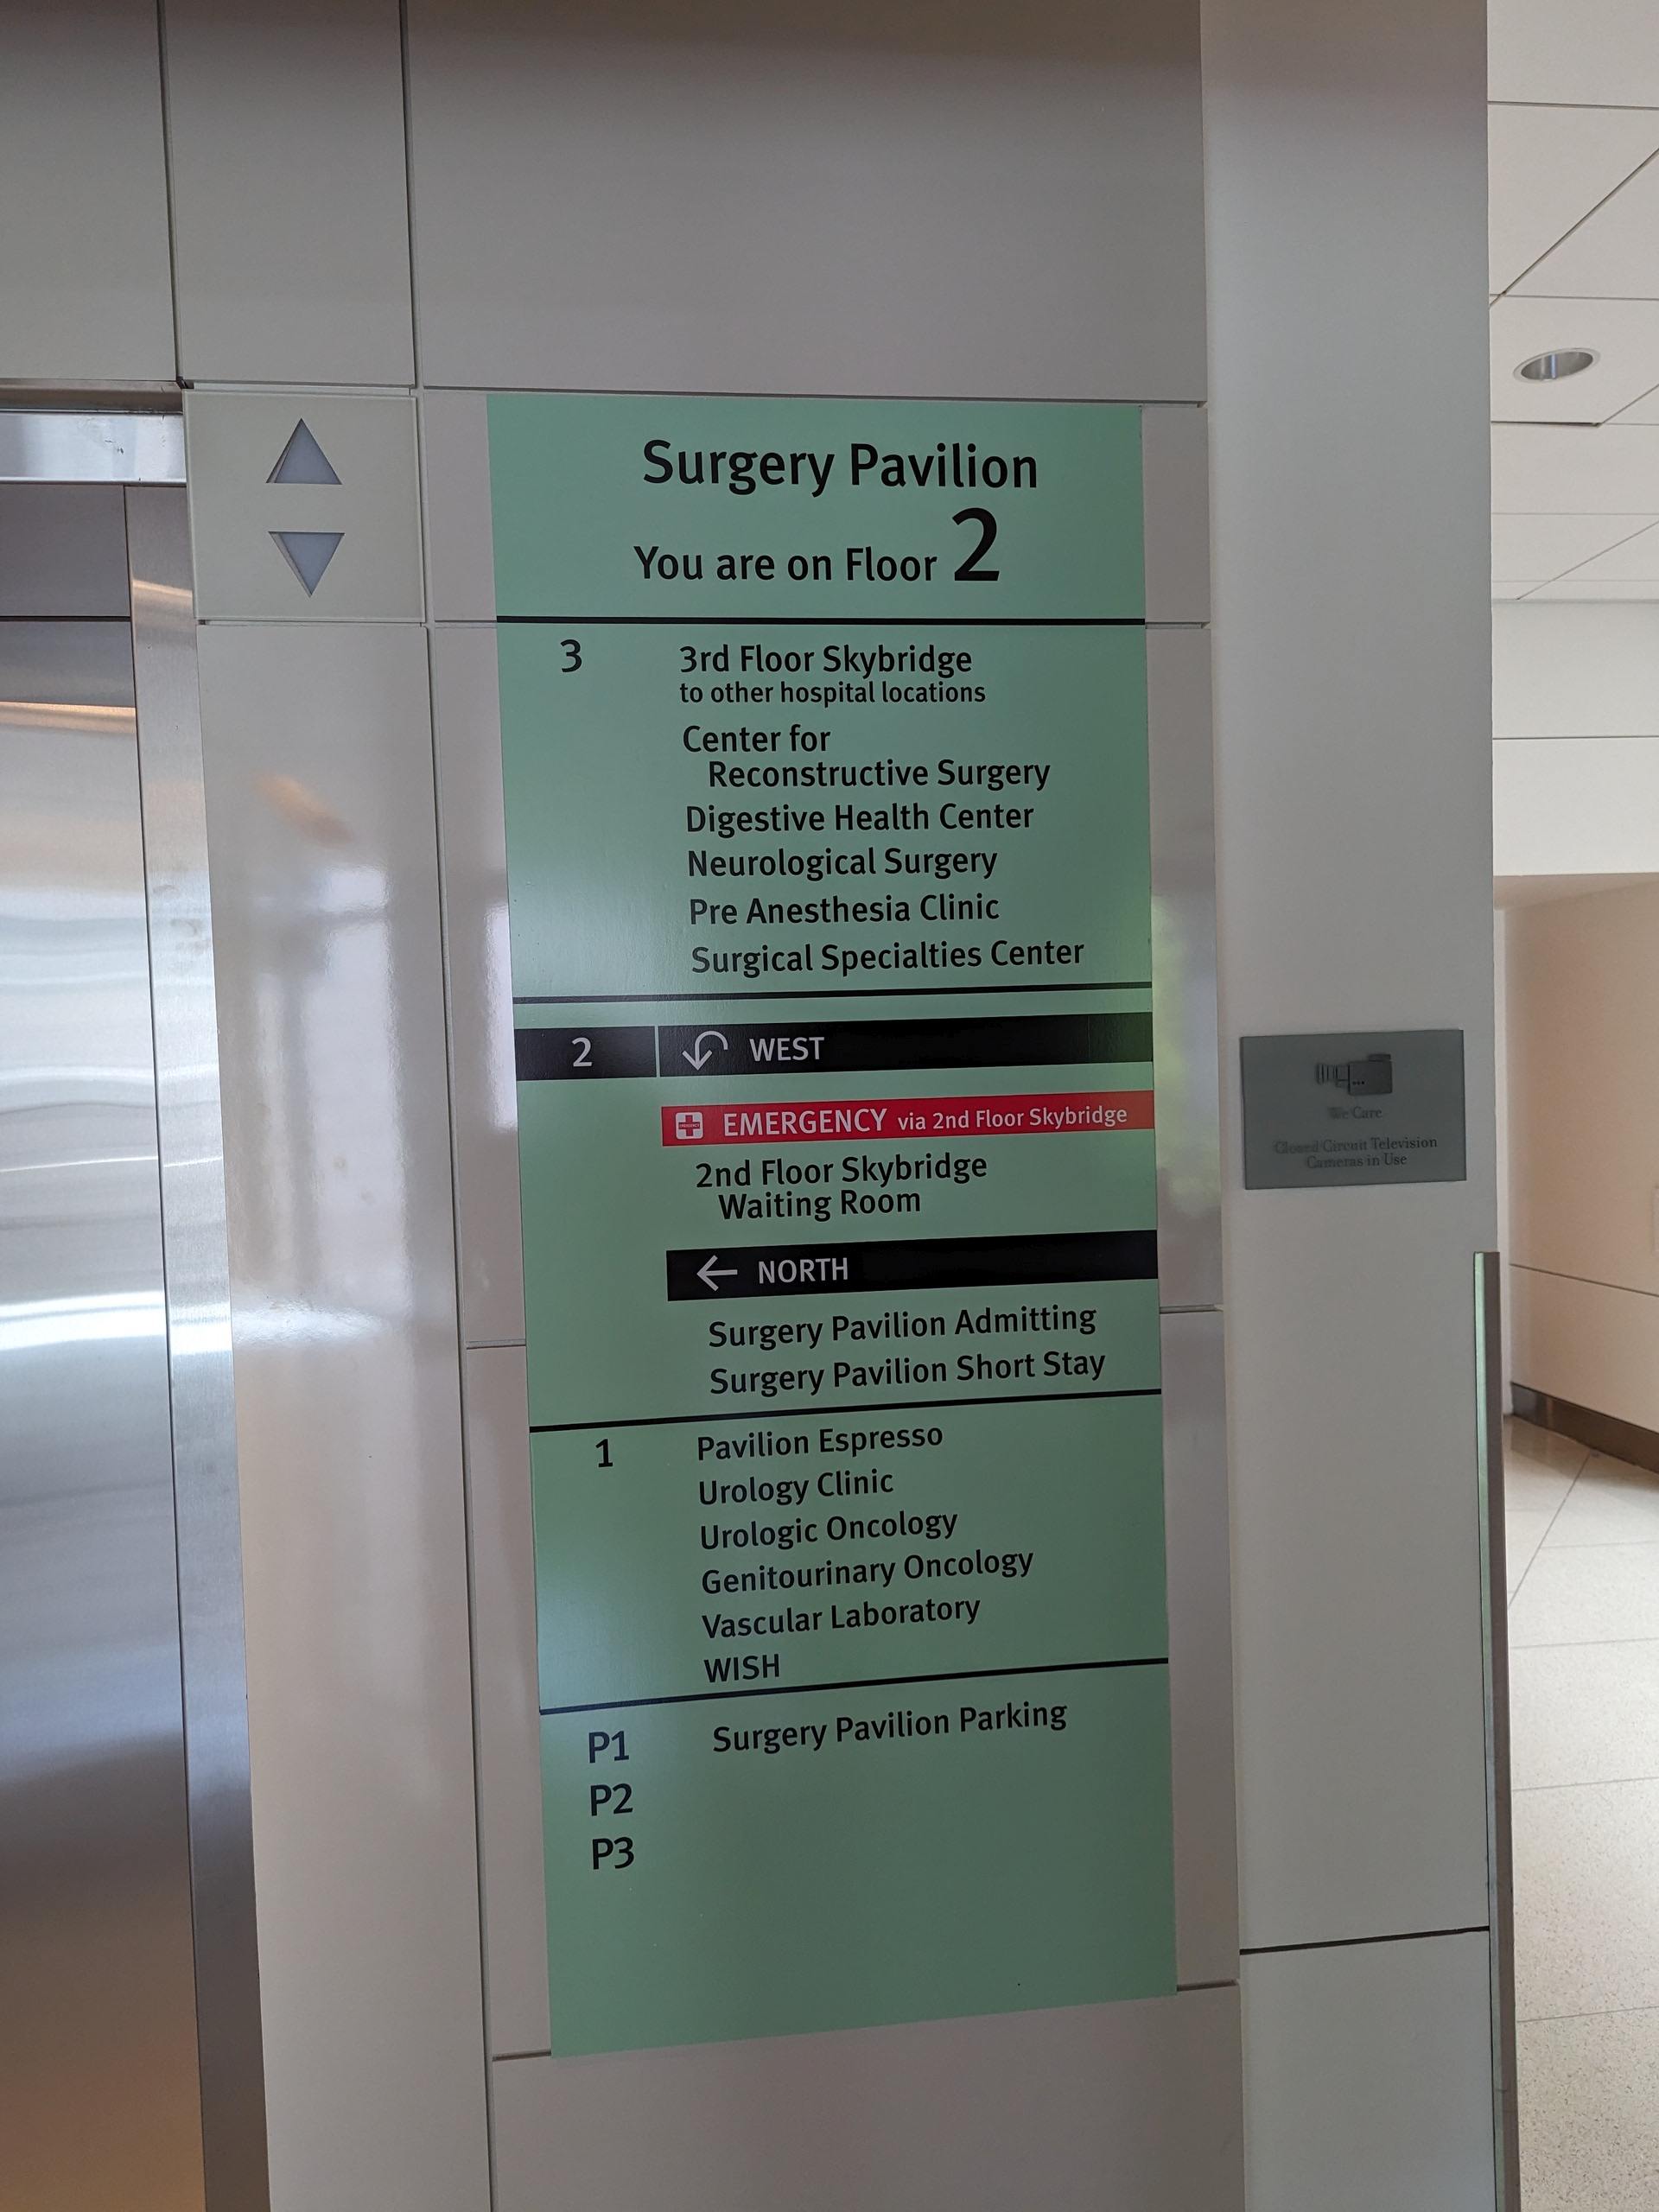 Surgery Pavilion
You are on Floor 2
3 3rd Floor Skybridge
to other hospital locations
Center for
Reconstructive Surgery
Digestive Health Center
Neurological Surgery
Pre Anesthesia Clinic
Surgical Specialties Center
2 WEST
EMERGENCY via 2nd Floor Skybridge
2nd Floor Skybridge
Waiting Room
NORTH
Surgery Pavilion Admitting
Surgery Pavilion Short Stay
1 Pavilion Espresso
Urology Clinic
Urologic Oncology
Genitourinary Oncology
Vascular Laboratory
WISH
P1 Surgery Pavilion Parking
P2
P3
We Care
Closed Circuit Television
Cameras in Use